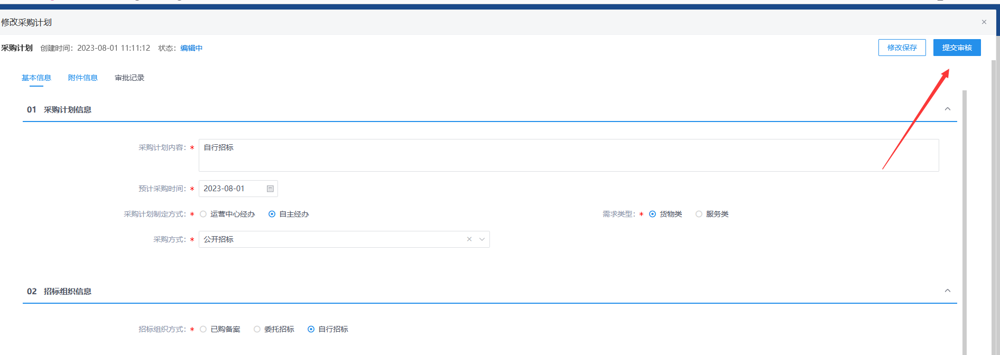 修改采购计划
采购计划 创建时间：2023-08-01 11:11:12 状态：编辑中 修改保存 提交审核
基本信息 附件信息 审批记录
01 采购计划信息
采购计划内容：* 自行招标
预计采购时间：* 2023-08-01
采购计划制定方式：* 运营中心经办 自主经办 需求类型：* 货物类 服务类
采购方式：* 公开招标
02 招标组织信息
招标组织方式：* 已购备案 委托招标 自行招标